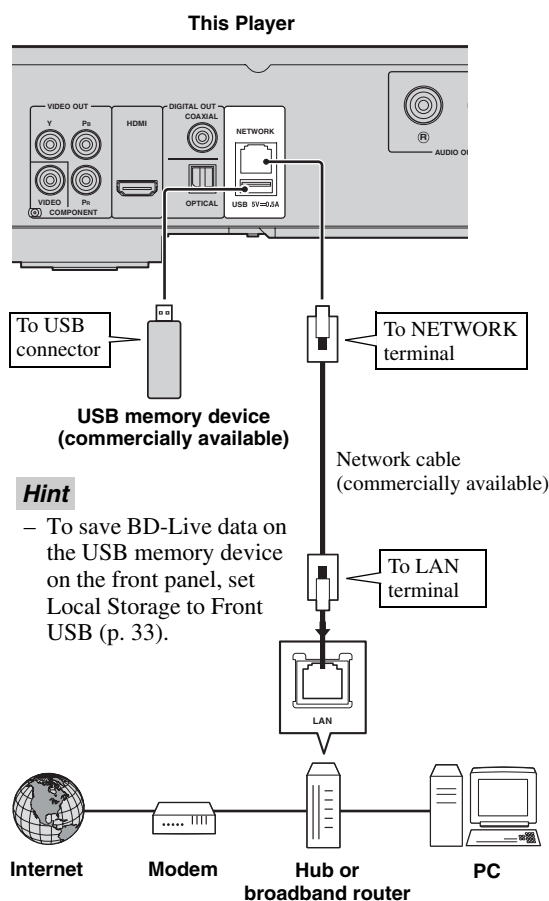 This Player
VIDEO OUT
Y
PB
VIDEO
PR
COMPONENT
HDMI
DIGITAL OUT
COAXIAL
OPTICAL
NETWORK
USB 5V⎓0.5A
R
AUDIO
To USB
connector
To NETWORK
terminal
USB memory device
(commercially available)
Network cable
(commercially available)
Hint
– To save BD-Live data on
the USB memory device
on the front panel, set
Local Storage to Front
USB (p. 33).
To LAN
terminal
LAN
Internet
Modem
Hub or
broadband router
PC